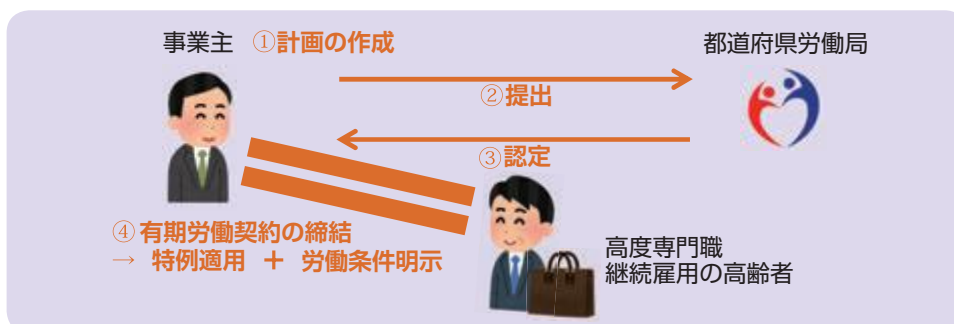 事業主 ①計画の作成
都道府県労働局
②提出
③認定
④有期労働契約の締結
→ 特例適用 + 労働条件明示
高度専門職
継続雇用の高齢者